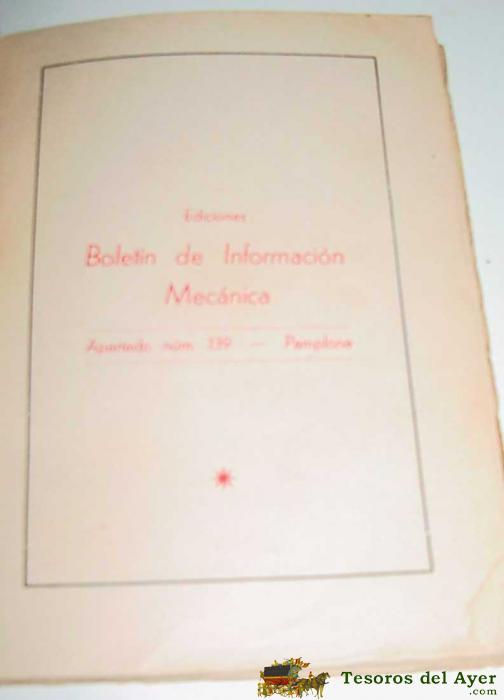 Ediciones
Boletín de Información
Mecánica
Apartado núm. 139 — Pamplona
Tesoros del Ayer
.com